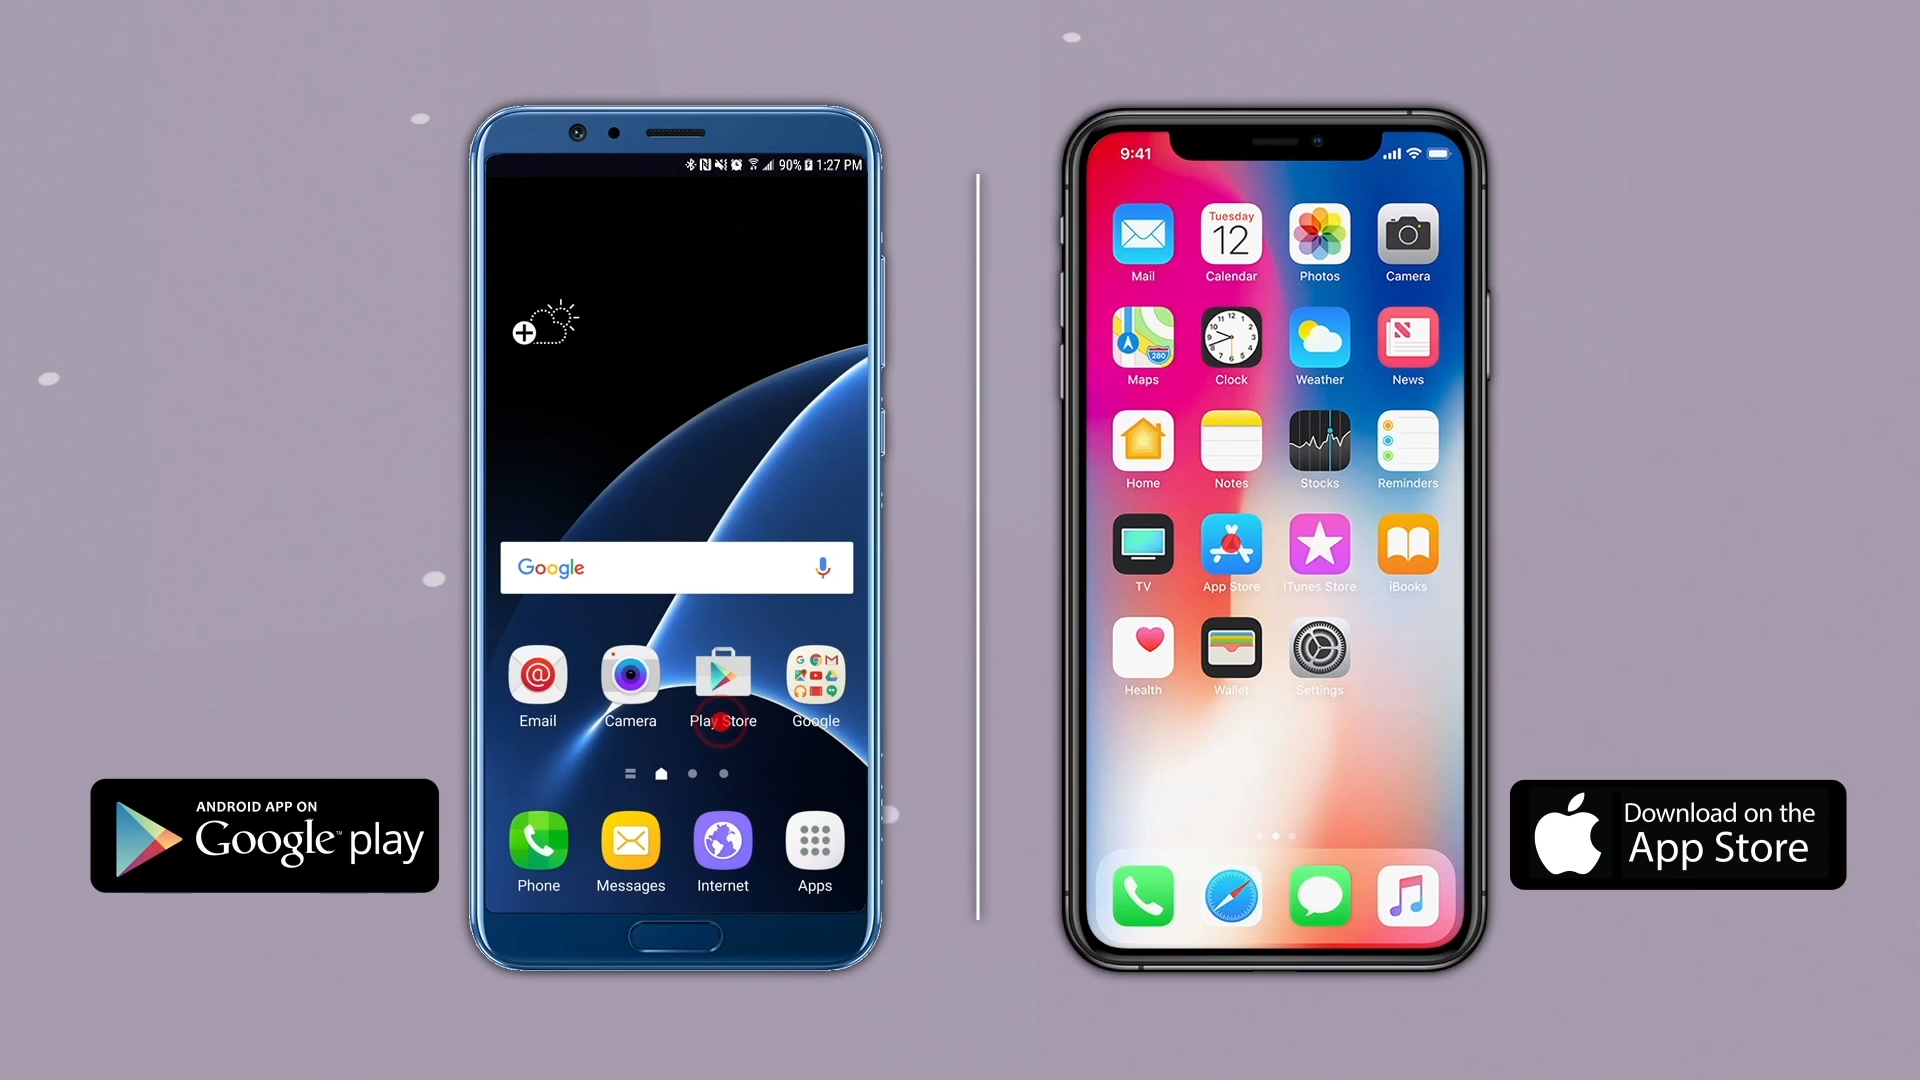 90% 1:27 PM
Google
Email
Camera
Play Store
Google
Phone
Messages
Internet
Apps
ANDROID APP ON
Google™ play
9:41
Tuesday
12
Mail
Calendar
Photos
Camera
280
Maps
Clock
Weather
News
Home
Notes
Stocks
Reminders
TV
App Store
iTunes Store
iBooks
Health
Wallet
Settings
Download on the
App Store